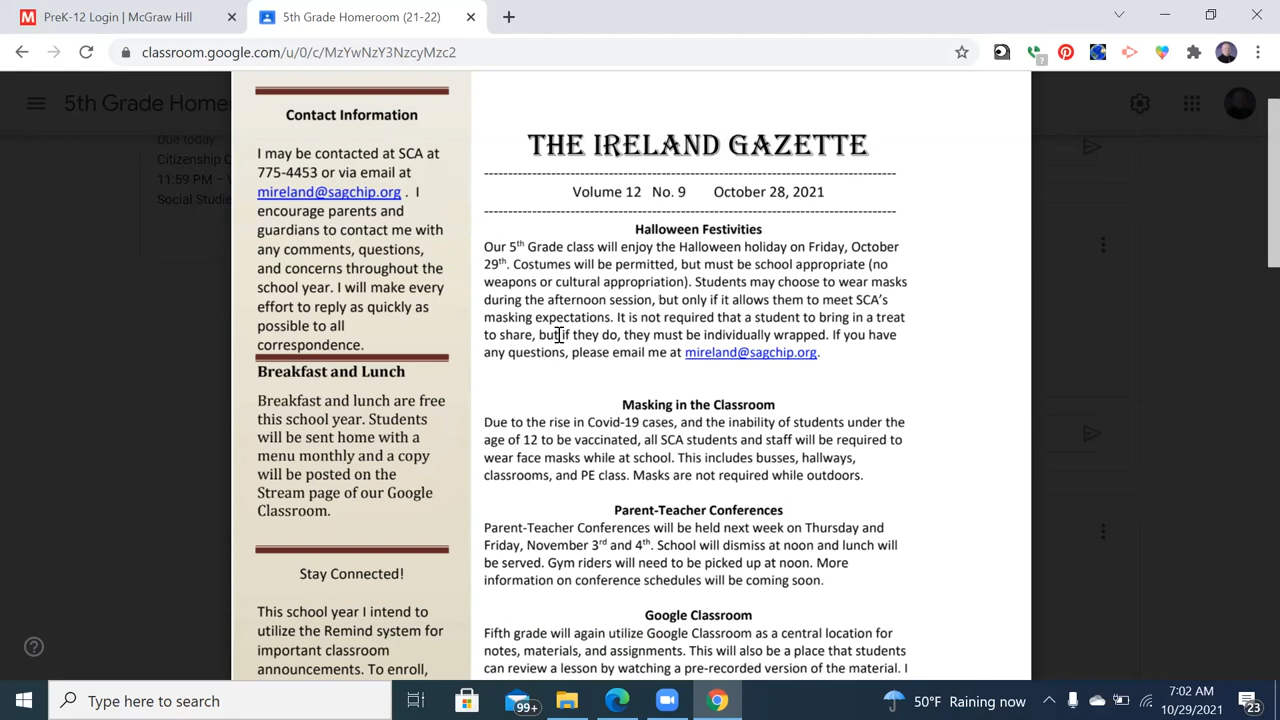 PreK-12 Login | McGraw Hill
5th Grade Homeroom (21-22)
classroom.google.com/u/0/c/MzYwNzY3NzcyMzc2
5th Grade Homer
Due today
Citizenship
11:59 PM –
Social Studies
Contact Information
I may be contacted at SCA at
775-4453 or via email at
mireland@sagchip.org . I
encourage parents and
guardians to contact me with
any comments, questions,
and concerns throughout the
school year. I will make every
effort to reply as quickly as
possible to all
correspondence.
Breakfast and Lunch
Breakfast and lunch are free
this school year. Students
will be sent home with a
menu monthly and a copy
will be posted on the
Stream page of our Google
Classroom.
Stay Connected!
This school year I intend to
utilize the Remind system for
important classroom
announcements. To enroll,
THE IRELAND GAZETTE
Volume 12 No. 9 October 28, 2021
Halloween Festivities
Our 5th Grade class will enjoy the Halloween holiday on Friday, October
29th. Costumes will be permitted, but must be school appropriate (no
weapons or cultural appropriation). Students may choose to wear masks
during the afternoon session, but only if it allows them to meet SCA's
masking expectations. It is not required that a student to bring in a treat
to share, but if they do, they must be individually wrapped. If you have
any questions, please email me at mireland@sagchip.org.
Masking in the Classroom
Due to the rise in Covid-19 cases, and the inability of students under the
age of 12 to be vaccinated, all SCA students and staff will be required to
wear face masks while at school. This includes busses, hallways,
classrooms, and PE class. Masks are not required while outdoors.
Parent-Teacher Conferences
Parent-Teacher Conferences will be held next week on Thursday and
Friday, November 3rd and 4th. School will dismiss at noon and lunch will
be served. Gym riders will need to be picked up at noon. More
information on conference schedules will be coming soon.
Google Classroom
Fifth grade will again utilize Google Classroom as a central location for
notes, materials, and assignments. This will also be a place that students
can review a lesson by watching a pre-recorded version of the material. I
Type here to search
99+
50°F Raining now
:02 AM
10/29/2021
23